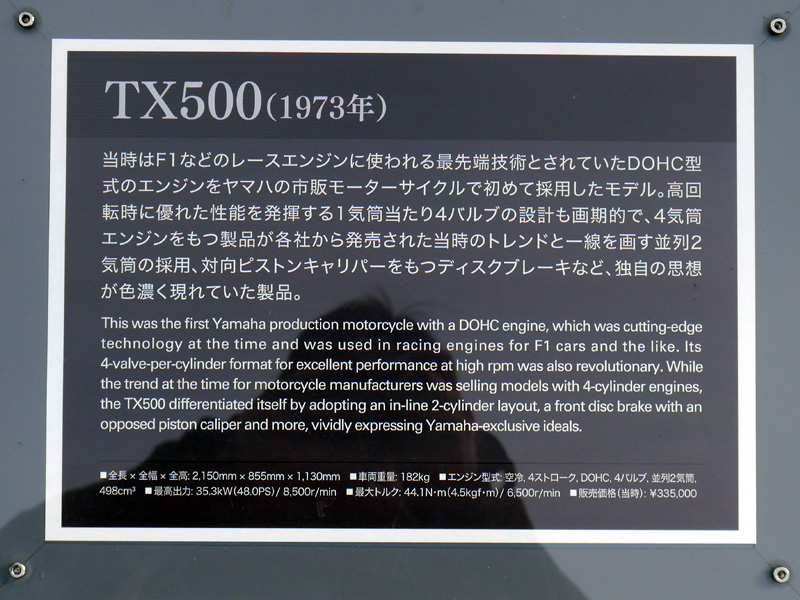 TX500(1973年)
当時はF1などのレースエンジンに使われる最先端技術とされていたDOHC型
式のエンジンをヤマハの市販モーターサイクルで初めて採用したモデル。高回
転時に優れた性能を発揮する1気筒当たり4バルブの設計も画期的で、4気筒
エンジンをもつ製品が各社から発売された当時のトレンドと一線を画す並列2
気筒の採用、対向ピストンキャリパーをもつディスクブレーキなど、独自の思想
が色濃く現れていた製品。
This was the first Yamaha production motorcycle with a DOHC engine, which was cutting-edge
technology at the time and was used in racing engines for F1 cars and the like. Its
4-valve-per-cylinder format for excellent performance at high rpm was also revolutionary. While
the trend at the time for motorcycle manufacturers was selling models with 4-cylinder engines,
the TX500 differentiated itself by adopting an in-line 2-cylinder layout, a front disc brake with an
opposed piston caliper and more, vividly expressing Yamaha-exclusive ideals.
■全長×全幅×全高: 2,150mm×855mm×1,130mm ■車両重量: 182kg ■エンジン型式: 空冷, 4ストローク, DOHC, 4バルブ, 並列2気筒,
498cm³ ■最高出力: 35.3kW(48.0PS)/ 8,500r/min ■最大トルク: 44.1N·m(4.5kgf·m)/ 6,500r/min ■販売価格(当時): ¥335,000